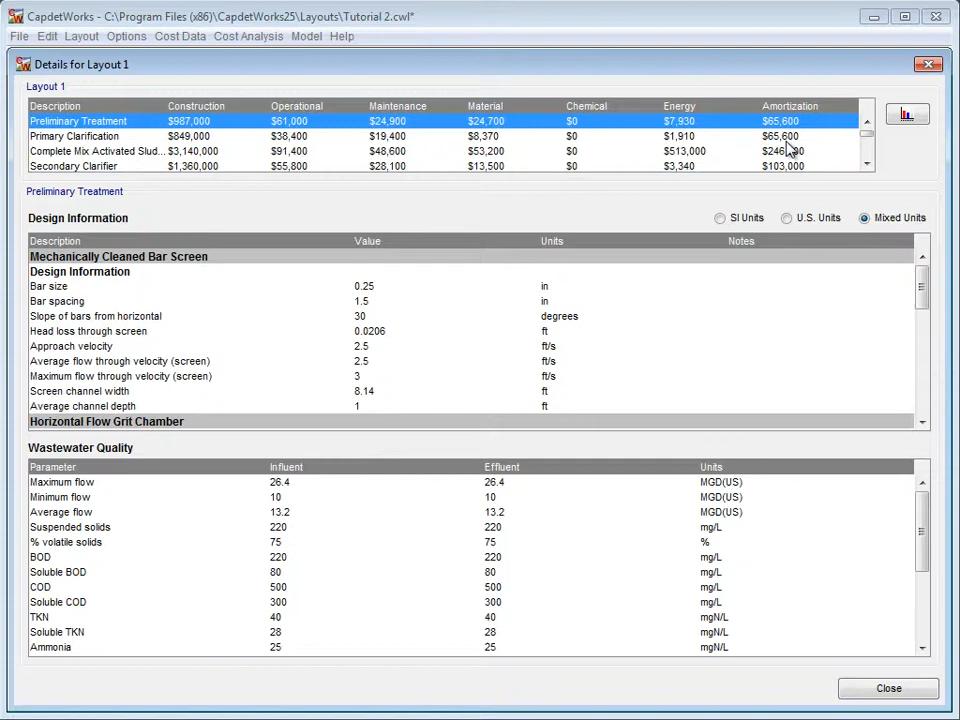 CapdetWorks - C:\Program Files (x86)\CapdetWorks25\Layouts\Tutorial 2.cwl*
File Edit Layout Options Cost Data Cost Analysis Model Help
Details for Layout 1
Layout 1
Description Construction Operational Maintenance Material Chemical Energy Amortization
Preliminary Treatment $987,000 $61,000 $24,900 $24,700 $0 $7,930 $65,600
Primary Clarification $849,000 $38,400 $19,400 $8,370 $0 $1,910 $65,600
Complete Mix Activated Slud... $3,140,000 $91,400 $48,600 $53,200 $0 $513,000
Secondary Clarifier $1,360,000 $55,800 $28,100 $13,500 $0 $3,340 $103,000
Preliminary Treatment
Design Information SI Units U.S. Units Mixed Units
Description Value Units Notes
Mechanically Cleaned Bar Screen
Design Information
Bar size 0.25 in
Bar spacing 1.5 in
Slope of bars from horizontal 30 degrees
Head loss through screen 0.0206 ft
Approach velocity 2.5 ft/s
Average flow through velocity (screen) 2.5 ft/s
Maximum flow through velocity (screen) 3 ft/s
Screen channel width 8.14 ft
Average channel depth 1 ft
Horizontal Flow Grit Chamber
Wastewater Quality
Parameter Influent Effluent Units
Maximum flow 26.4 26.4 MGD(US)
Minimum flow 10 10 MGD(US)
Average flow 13.2 13.2 MGD(US)
Suspended solids 220 220 mg/L
% volatile solids 75 75 %
BOD 220 220 mg/L
Soluble BOD 80 80 mg/L
COD 500 500 mg/L
Soluble COD 300 300 mg/L
TKN 40 40 mgN/L
Soluble TKN 28 28 mgN/L
Ammonia 25 25 mgN/L
Close